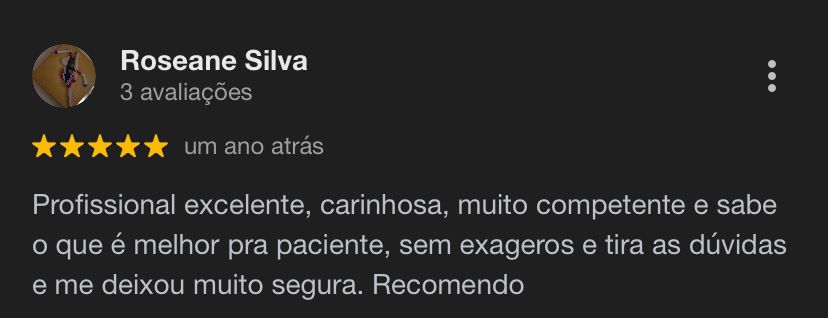 Roseane Silva
3 avaliações
um ano atrás
Profissional excelente, carinhosa, muito competente e sabe
o que é melhor pra paciente, sem exageros e tira as dúvidas
e me deixou muito segura. Recomendo